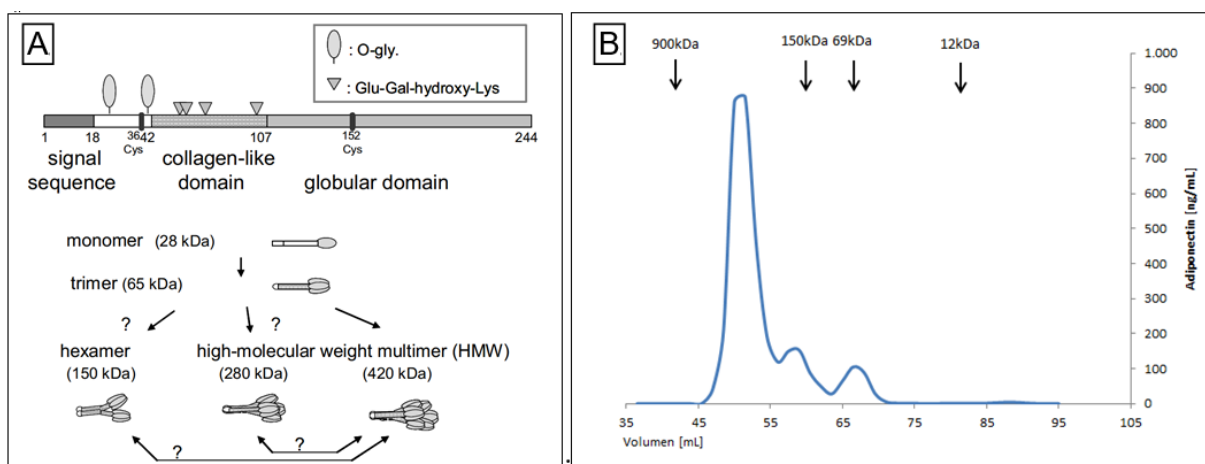 A
: O-gly.
: Glu-Gal-hydroxy-Lys
1 18 36 42 107 152 244
Cys Cys
signal sequence
collagen-like domain
globular domain
monomer (28 kDa)
trimer (65 kDa)
? ?
hexamer
(150 kDa)
high-molecular weight multimer (HMW)
(280 kDa) (420 kDa)
?
?
B
900kDa 150kDa 69kDa 12kDa
1.000
900
800
700
600
500
400
300
200
100
0
Adiponectin [ng/mL]
35 45 55 65 75 85 95 105
Volumen [mL]